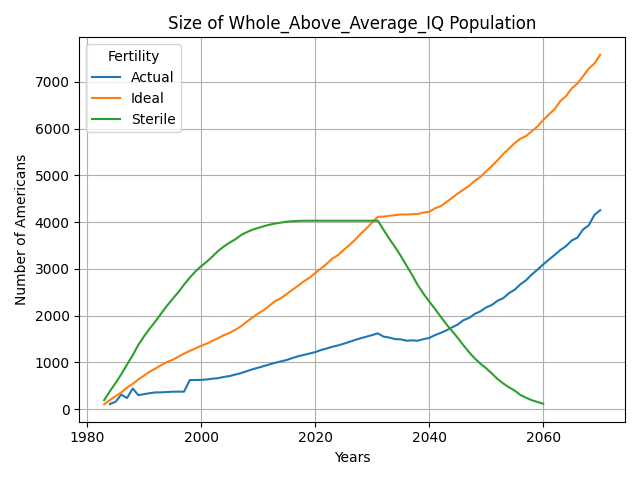 Size of Whole_Above_Average_IQ Population
Fertility
Actual
Ideal
Sterile
Number of Americans
7000
6000
5000
4000
3000
2000
1000
0
1980
2000
2020
2040
2060
Years